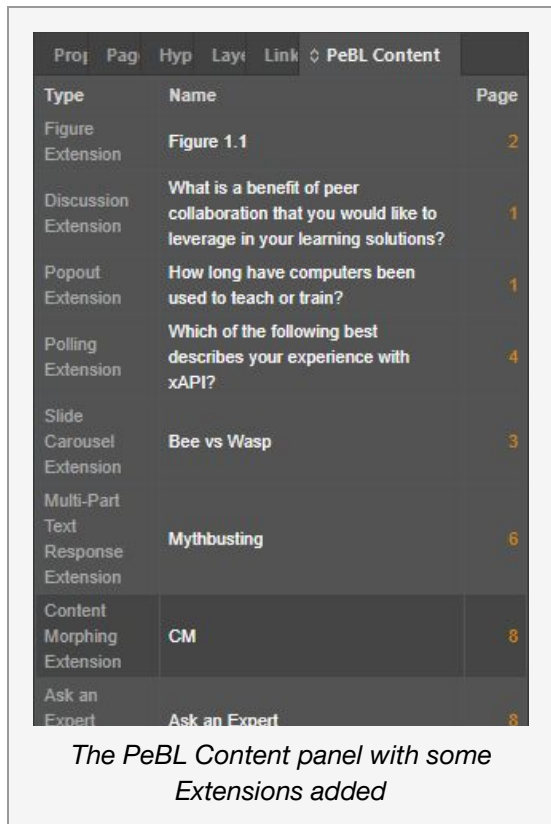 Prop Pag Hyp Laye Link PeBL Content
Type Name Page
Figure
Extension
Figure 1.1
2
Discussion
Extension
What is a benefit of peer
collaboration that you would like to
leverage in your learning solutions?
1
Popout
Extension
How long have computers been
used to teach or train?
1
Polling
Extension
Which of the following best
describes your experience with
xAPI?
4
Slide
Carousel
Extension
Bee vs Wasp
3
Multi-Part
Text
Response
Extension
Mythbusting
6
Content
Morphing
Extension
CM
8
Ask an
Expert
Ask an Expert
8
The PeBL Content panel with some
Extensions added